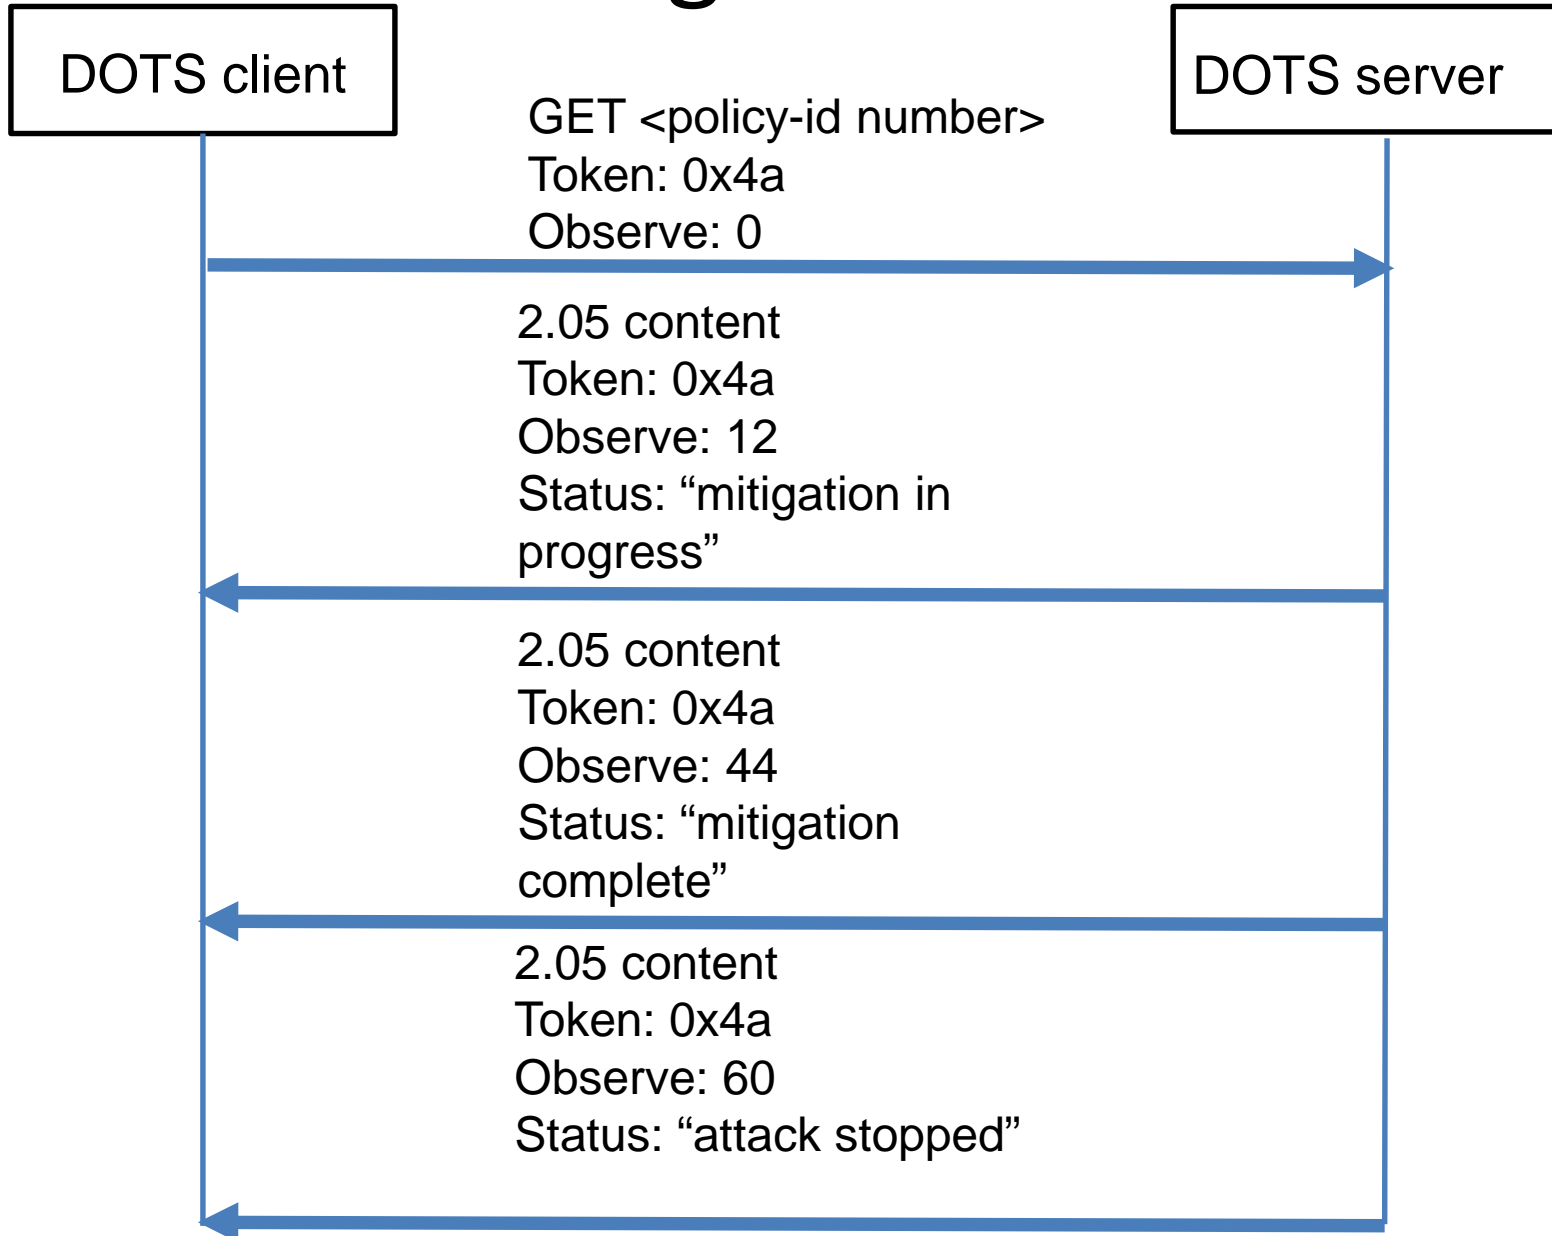 DOTS client
DOTS server
GET <policy-id number>
Token: 0x4a
Observe: 0
2.05 content
Token: 0x4a
Observe: 12
Status: “mitigation in
progress”
2.05 content
Token: 0x4a
Observe: 44
Status: “mitigation
complete”
2.05 content
Token: 0x4a
Observe: 60
Status: “attack stopped”